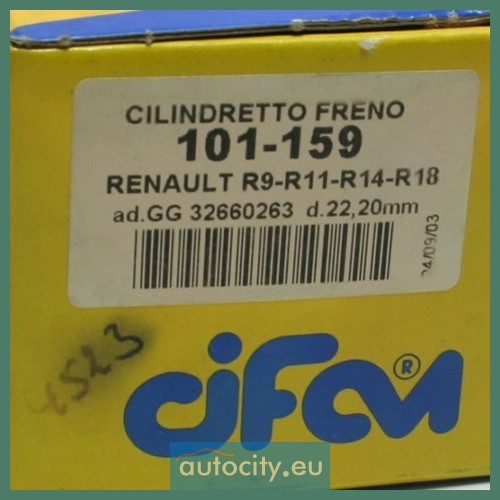 CILINDRETTO FRENO
101-159
RENAULT R9-R11-R14-R18
ad.GG 32660263 d.22,20mm
24/09/03
cifam®
autocity.eu